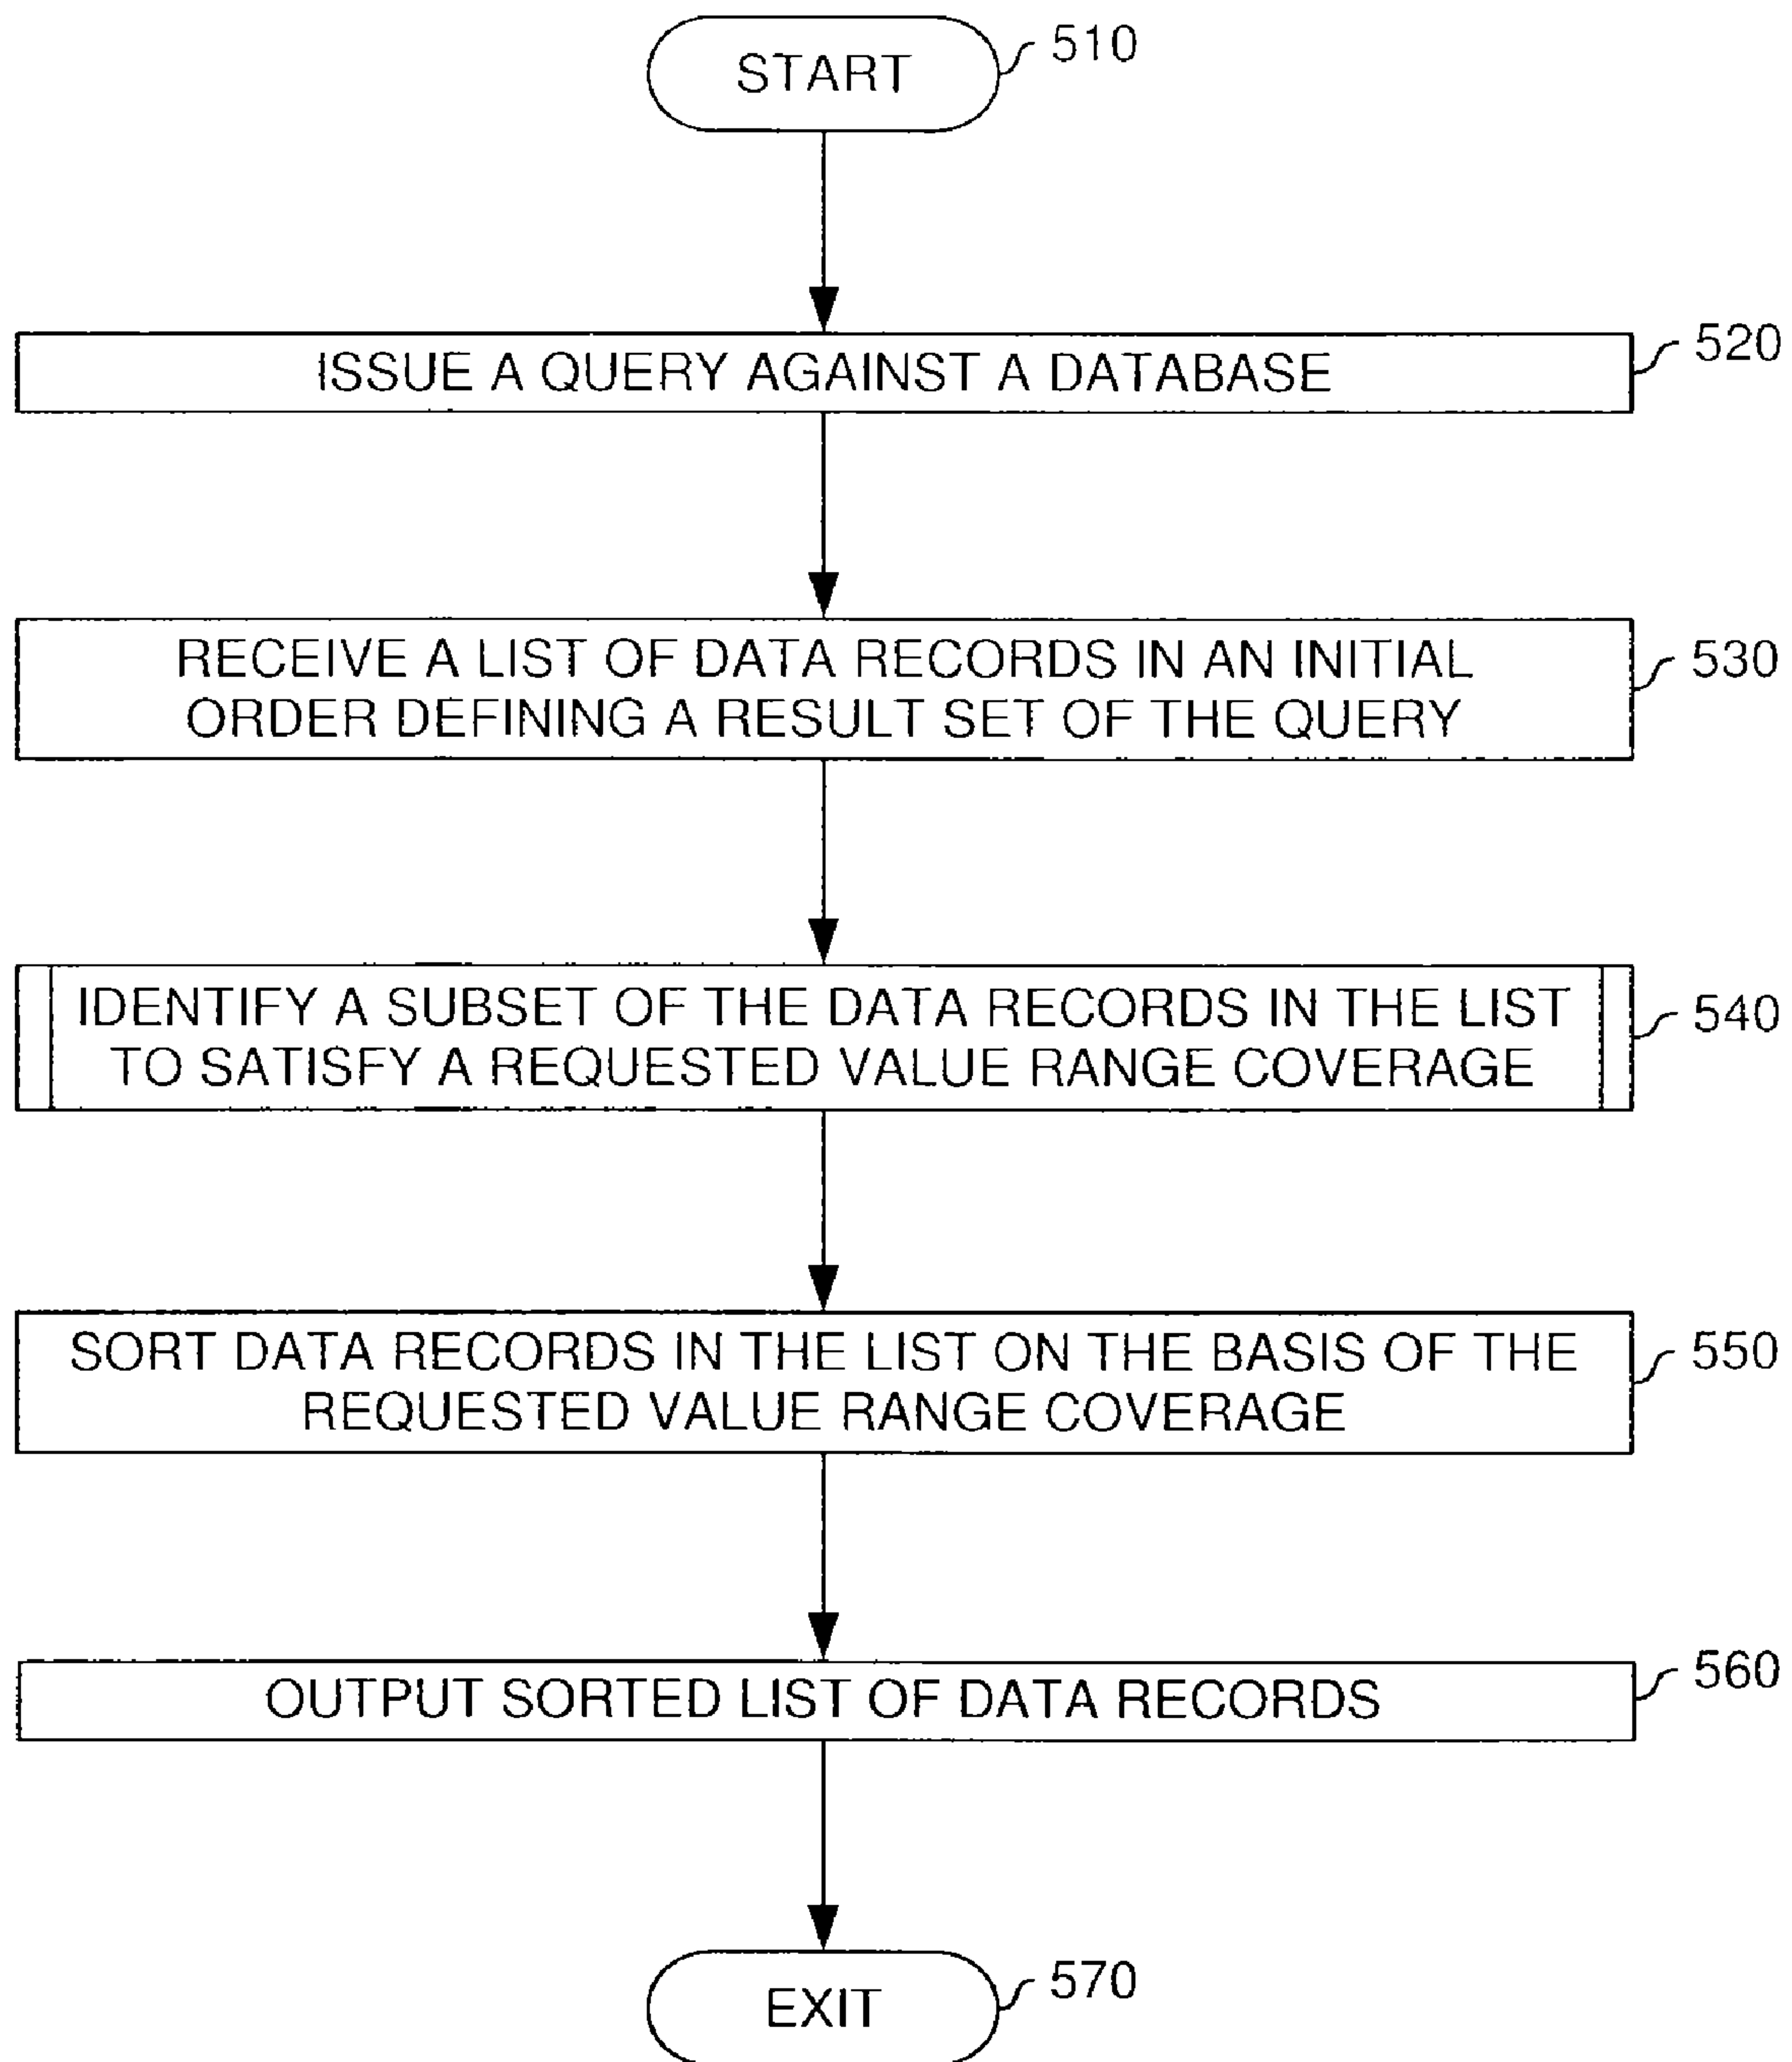 START
510
ISSUE A QUERY AGAINST A DATABASE
520
RECEIVE A LIST OF DATA RECORDS IN AN INITIAL
ORDER DEFINING A RESULT SET OF THE QUERY
530
IDENTIFY A SUBSET OF THE DATA RECORDS IN THE LIST
TO SATISFY A REQUESTED VALUE RANGE COVERAGE
540
SORT DATA RECORDS IN THE LIST ON THE BASIS OF THE
REQUESTED VALUE RANGE COVERAGE
550
OUTPUT SORTED LIST OF DATA RECORDS
560
EXIT
570